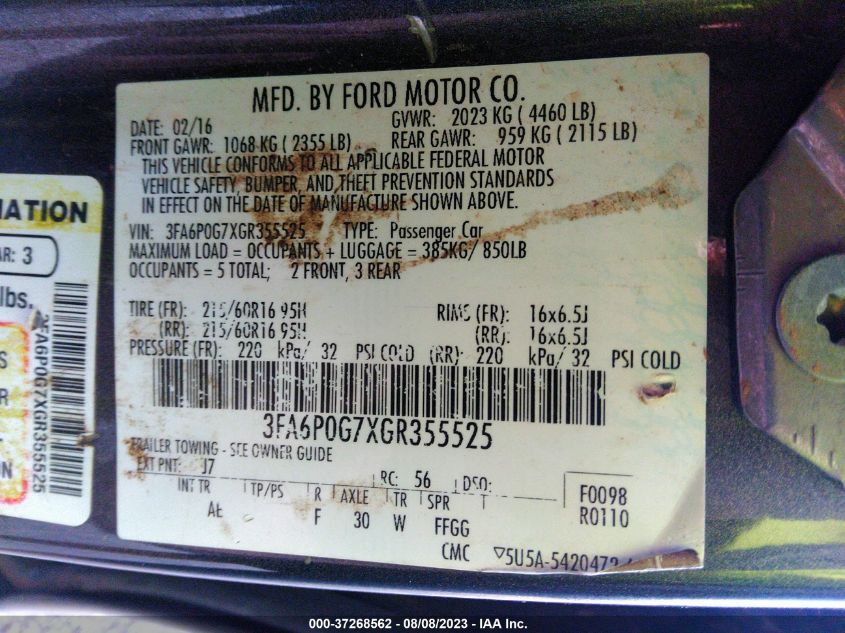 MFD. BY FORD MOTOR CO.
DATE: 02/16 GVWR: 2023 KG ( 4460 LB)
FRONT GAWR: 1068 KG ( 2355 LB) REAR GAWR: 959 KG ( 2115 LB)
THIS VEHICLE CONFORMS TO ALL APPLICABLE FEDERAL MOTOR
VEHICLE SAFETY, BUMPER, AND THEFT PREVENTION STANDARDS
IN EFFECT ON THE DATE OF MANUFACTURE SHOWN ABOVE.
VIN: 3FA6P0G7XGR355525 TYPE: Passenger Car
MAXIMUM LOAD = OCCUPANTS + LUGGAGE = 385KG/ 850LB
OCCUPANTS = 5 TOTAL; 2 FRONT, 3 REAR
TIRE (FR): 215/60R16 95H RIMS (FR): 16x6.5J
(RR): 215/60R16 95H (RR): 16x6.5J
PRESSURE (FR): 220 kPa/ 32 PSI COLD (RR): 220 kPa/ 32 PSI COLD
3FA6P0G7XGR355525
TRAILER TOWING - SEE OWNER GUIDE
EXT PNT: J7 RC: 56 DSO:
INT TR TP/PS R AXLE TR SPR T F0098
AE F 30 W FFGG R0110
CMC ▽5U5A-5420472-
MATION
AR: 3
lbs.
S
R
ON
3FA6P0G7XGR355525
000-37268562 - 08/08/2023 - IAA Inc.